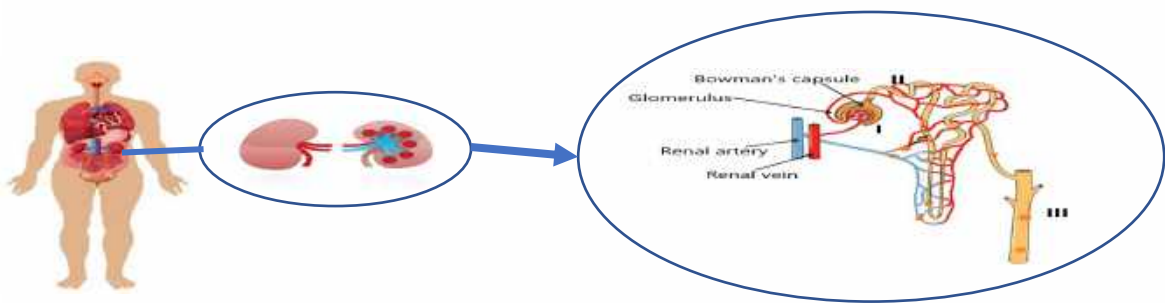 Bowman's capsule
II
Glomerulus
I
Renal artery
Renal vein
III